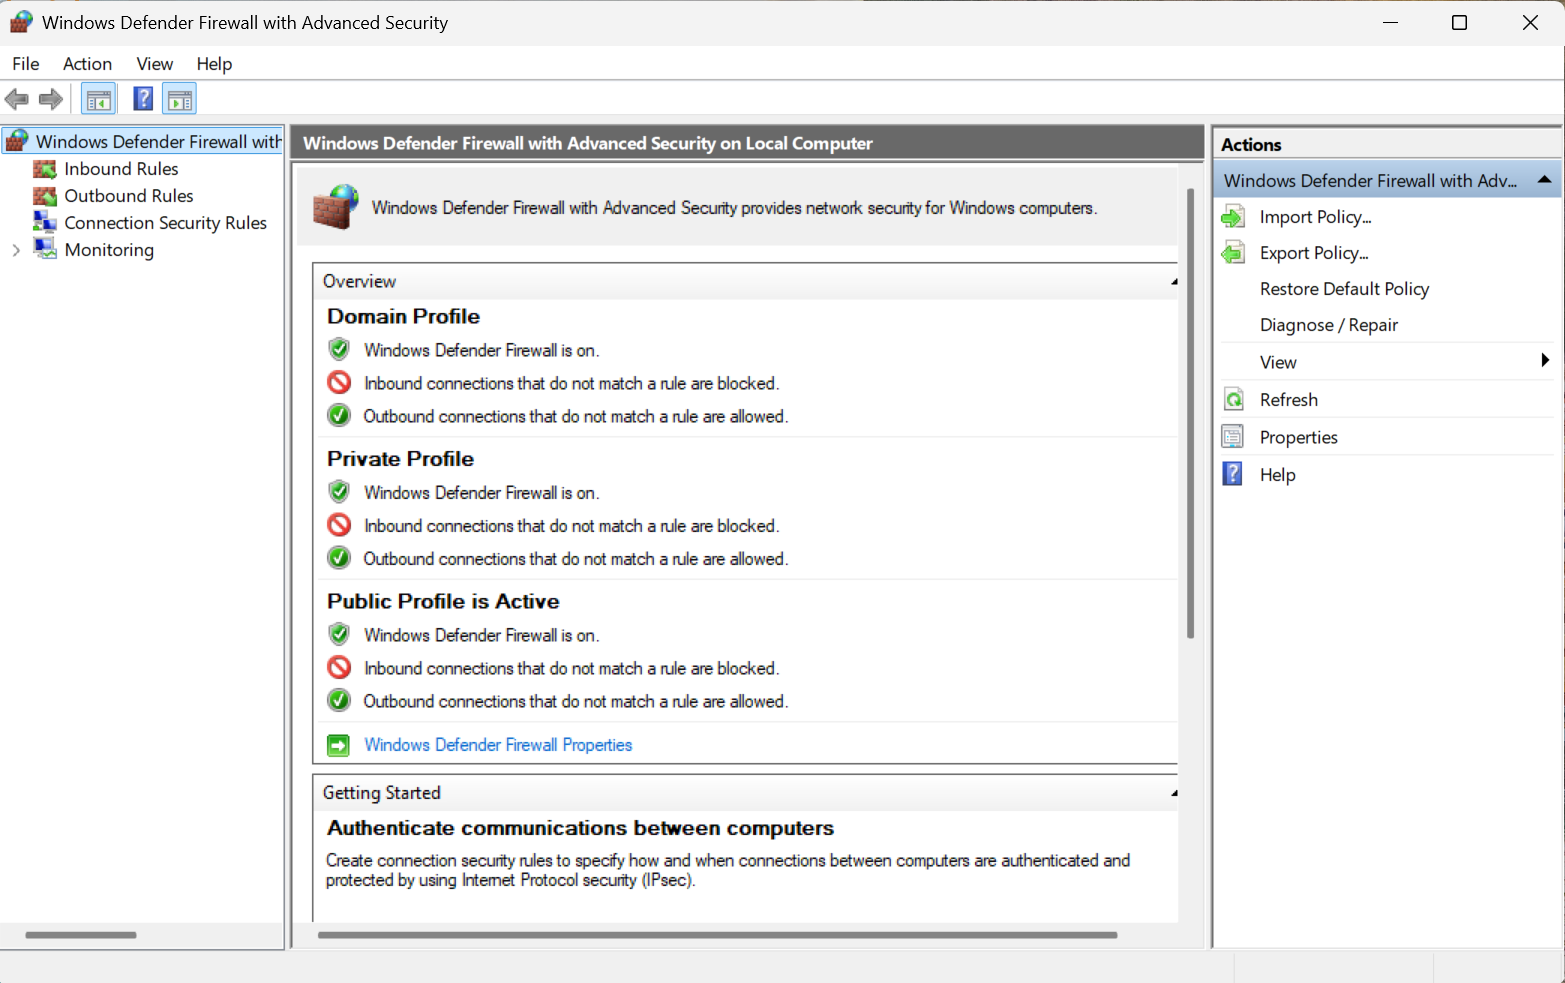 Windows Defender Firewall with Advanced Security
File Action View Help
Windows Defender Firewall with
Inbound Rules
Outbound Rules
Connection Security Rules
Monitoring
Windows Defender Firewall with Advanced Security on Local Computer
Windows Defender Firewall with Advanced Security provides network security for Windows computers.
Overview
Domain Profile
Windows Defender Firewall is on.
Inbound connections that do not match a rule are blocked.
Outbound connections that do not match a rule are allowed.
Private Profile
Windows Defender Firewall is on.
Inbound connections that do not match a rule are blocked.
Outbound connections that do not match a rule are allowed.
Public Profile is Active
Windows Defender Firewall is on.
Inbound connections that do not match a rule are blocked.
Outbound connections that do not match a rule are allowed.
Windows Defender Firewall Properties
Getting Started
Authenticate communications between computers
Create connection security rules to specify how and when connections between computers are authenticated and
protected by using Internet Protocol security (IPsec).
Actions
Windows Defender Firewall with Adv...
Import Policy...
Export Policy...
Restore Default Policy
Diagnose / Repair
View
Refresh
Properties
Help